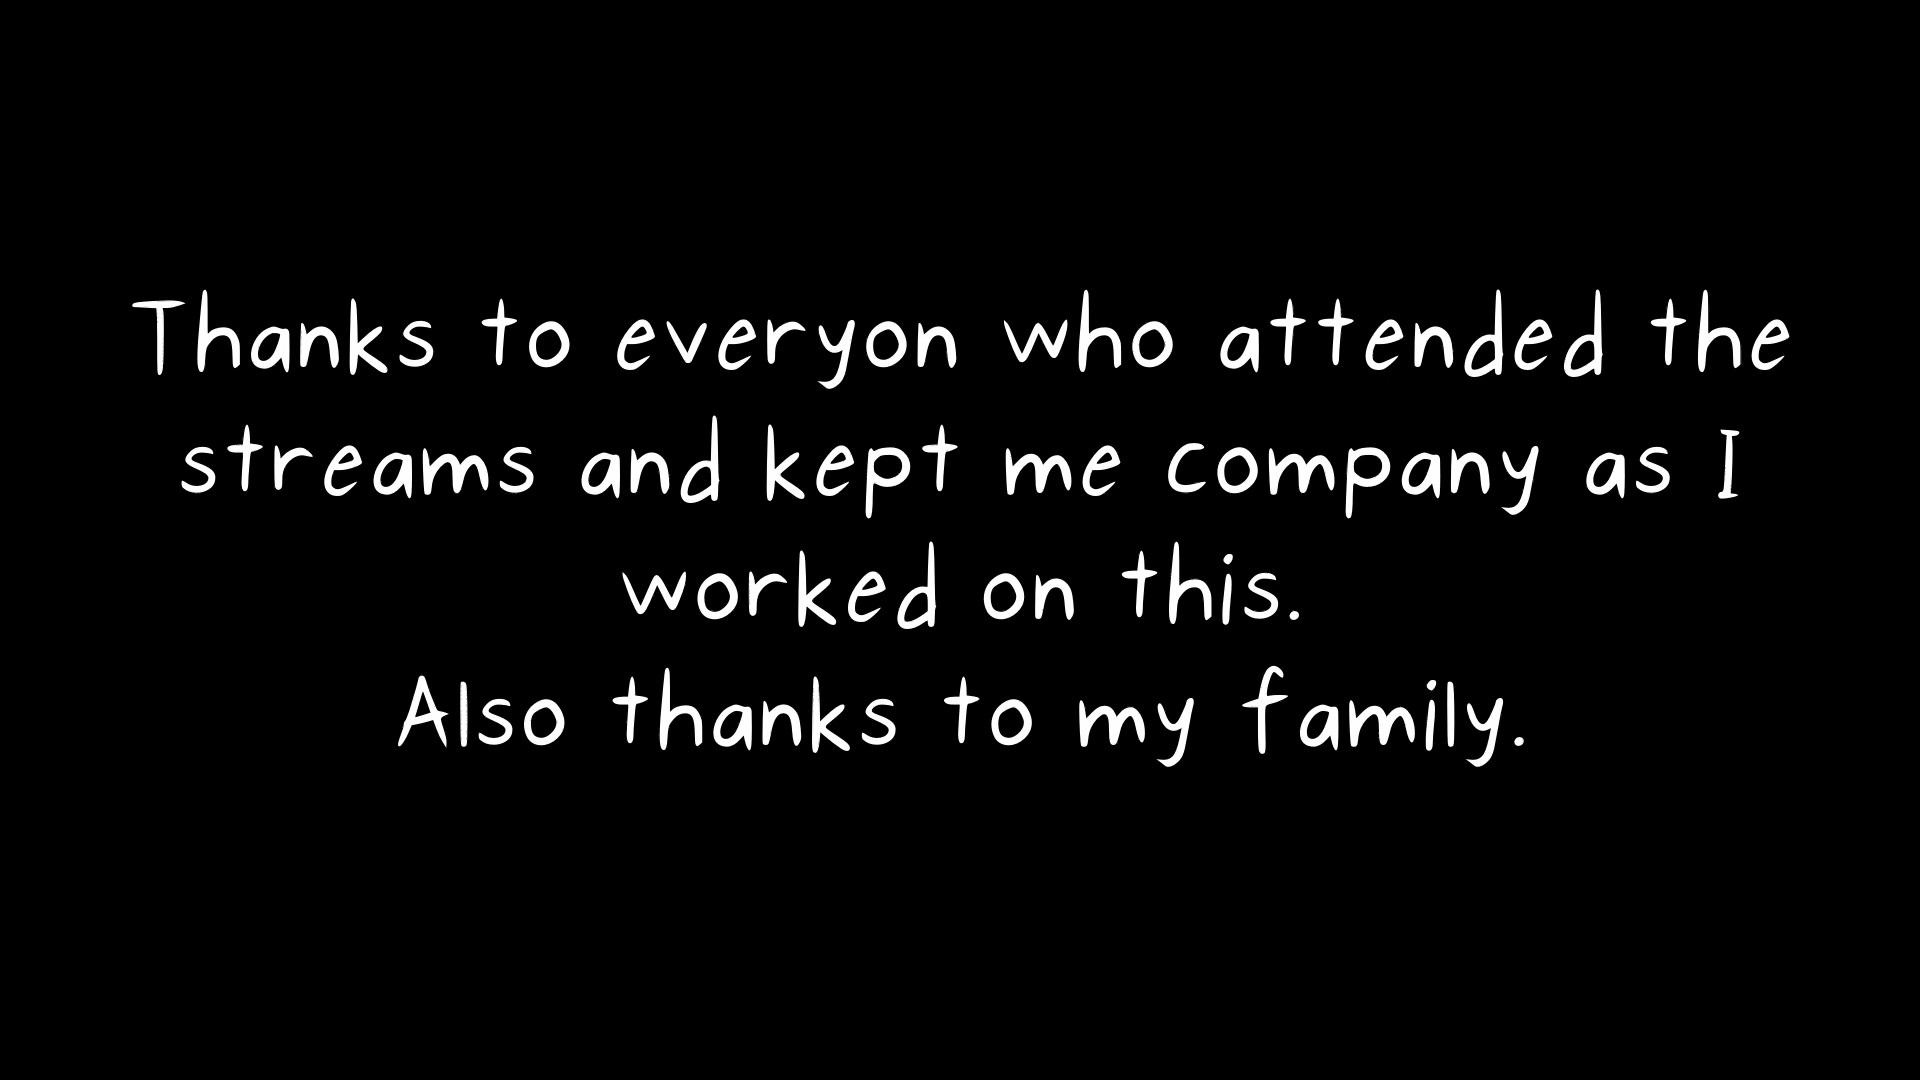 Thanks to everyon who attended the
streams and kept me company as I
worked on this.
Also thanks to my family.